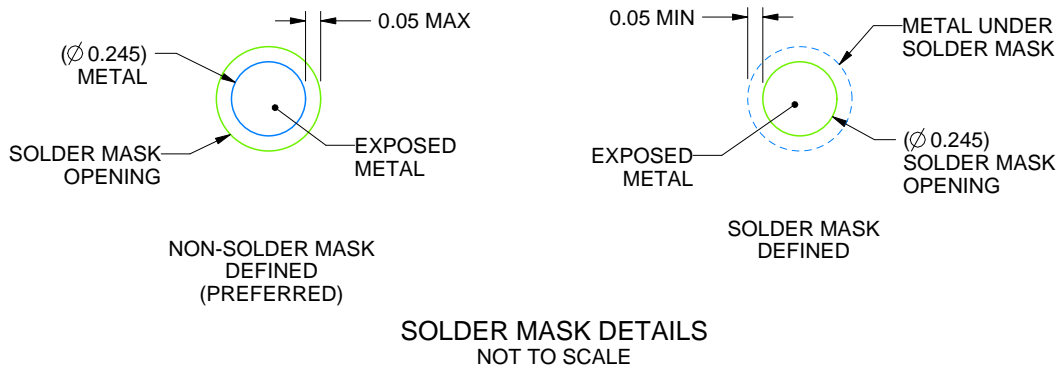 0.05 MAX
(Ø 0.245)
METAL
SOLDER MASK
OPENING
EXPOSED
METAL
NON-SOLDER MASK
DEFINED
(PREFERRED)
0.05 MIN
METAL UNDER
SOLDER MASK
EXPOSED
METAL
(Ø 0.245)
SOLDER MASK
OPENING
SOLDER MASK
DEFINED
SOLDER MASK DETAILS
NOT TO SCALE